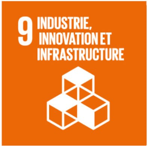 9 INDUSTRIE,
INNOVATION ET
INFRASTRUCTURE